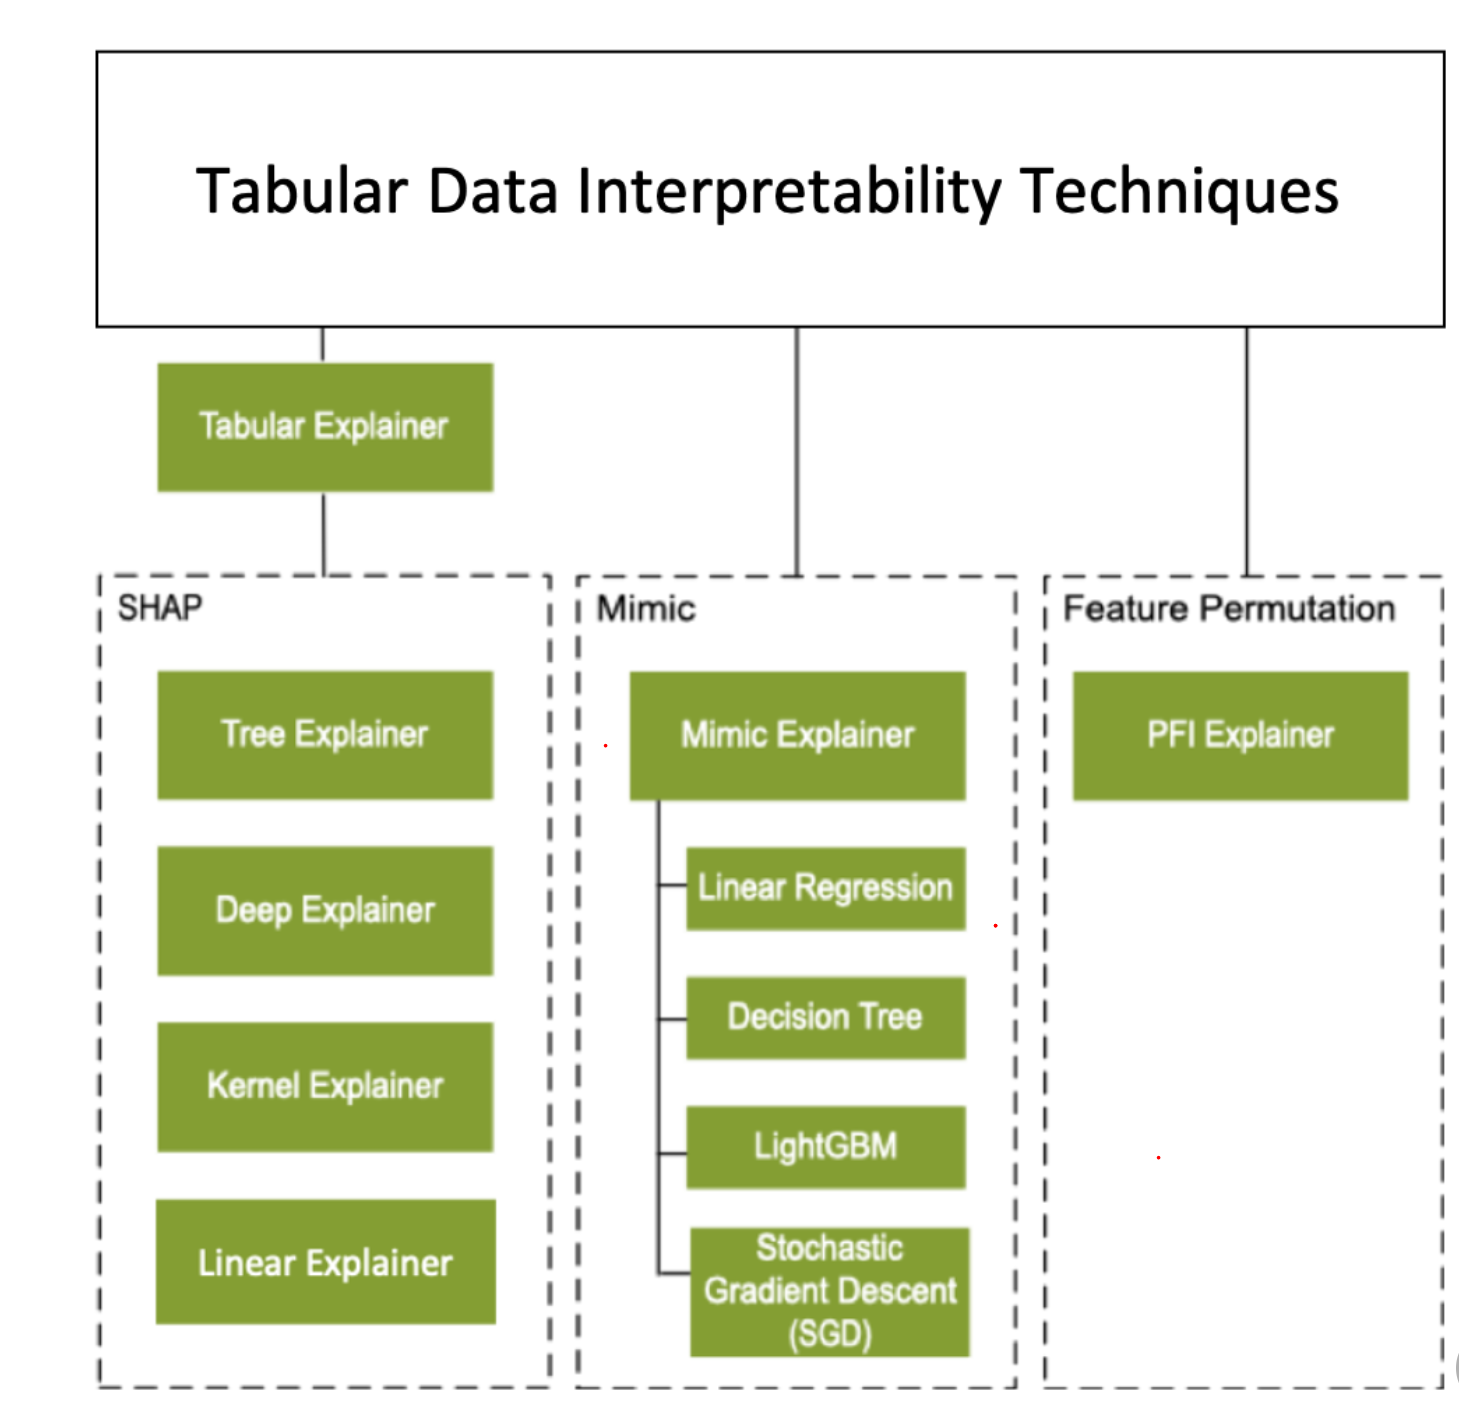 Tabular Data Interpretability Techniques
Tabular Explainer
SHAP
Tree Explainer
Deep Explainer
Kernel Explainer
Linear Explainer
Mimic
Mimic Explainer
Linear Regression
Decision Tree
LightGBM
Stochastic
Gradient Descent
(SGD)
Feature Permutation
PFI Explainer